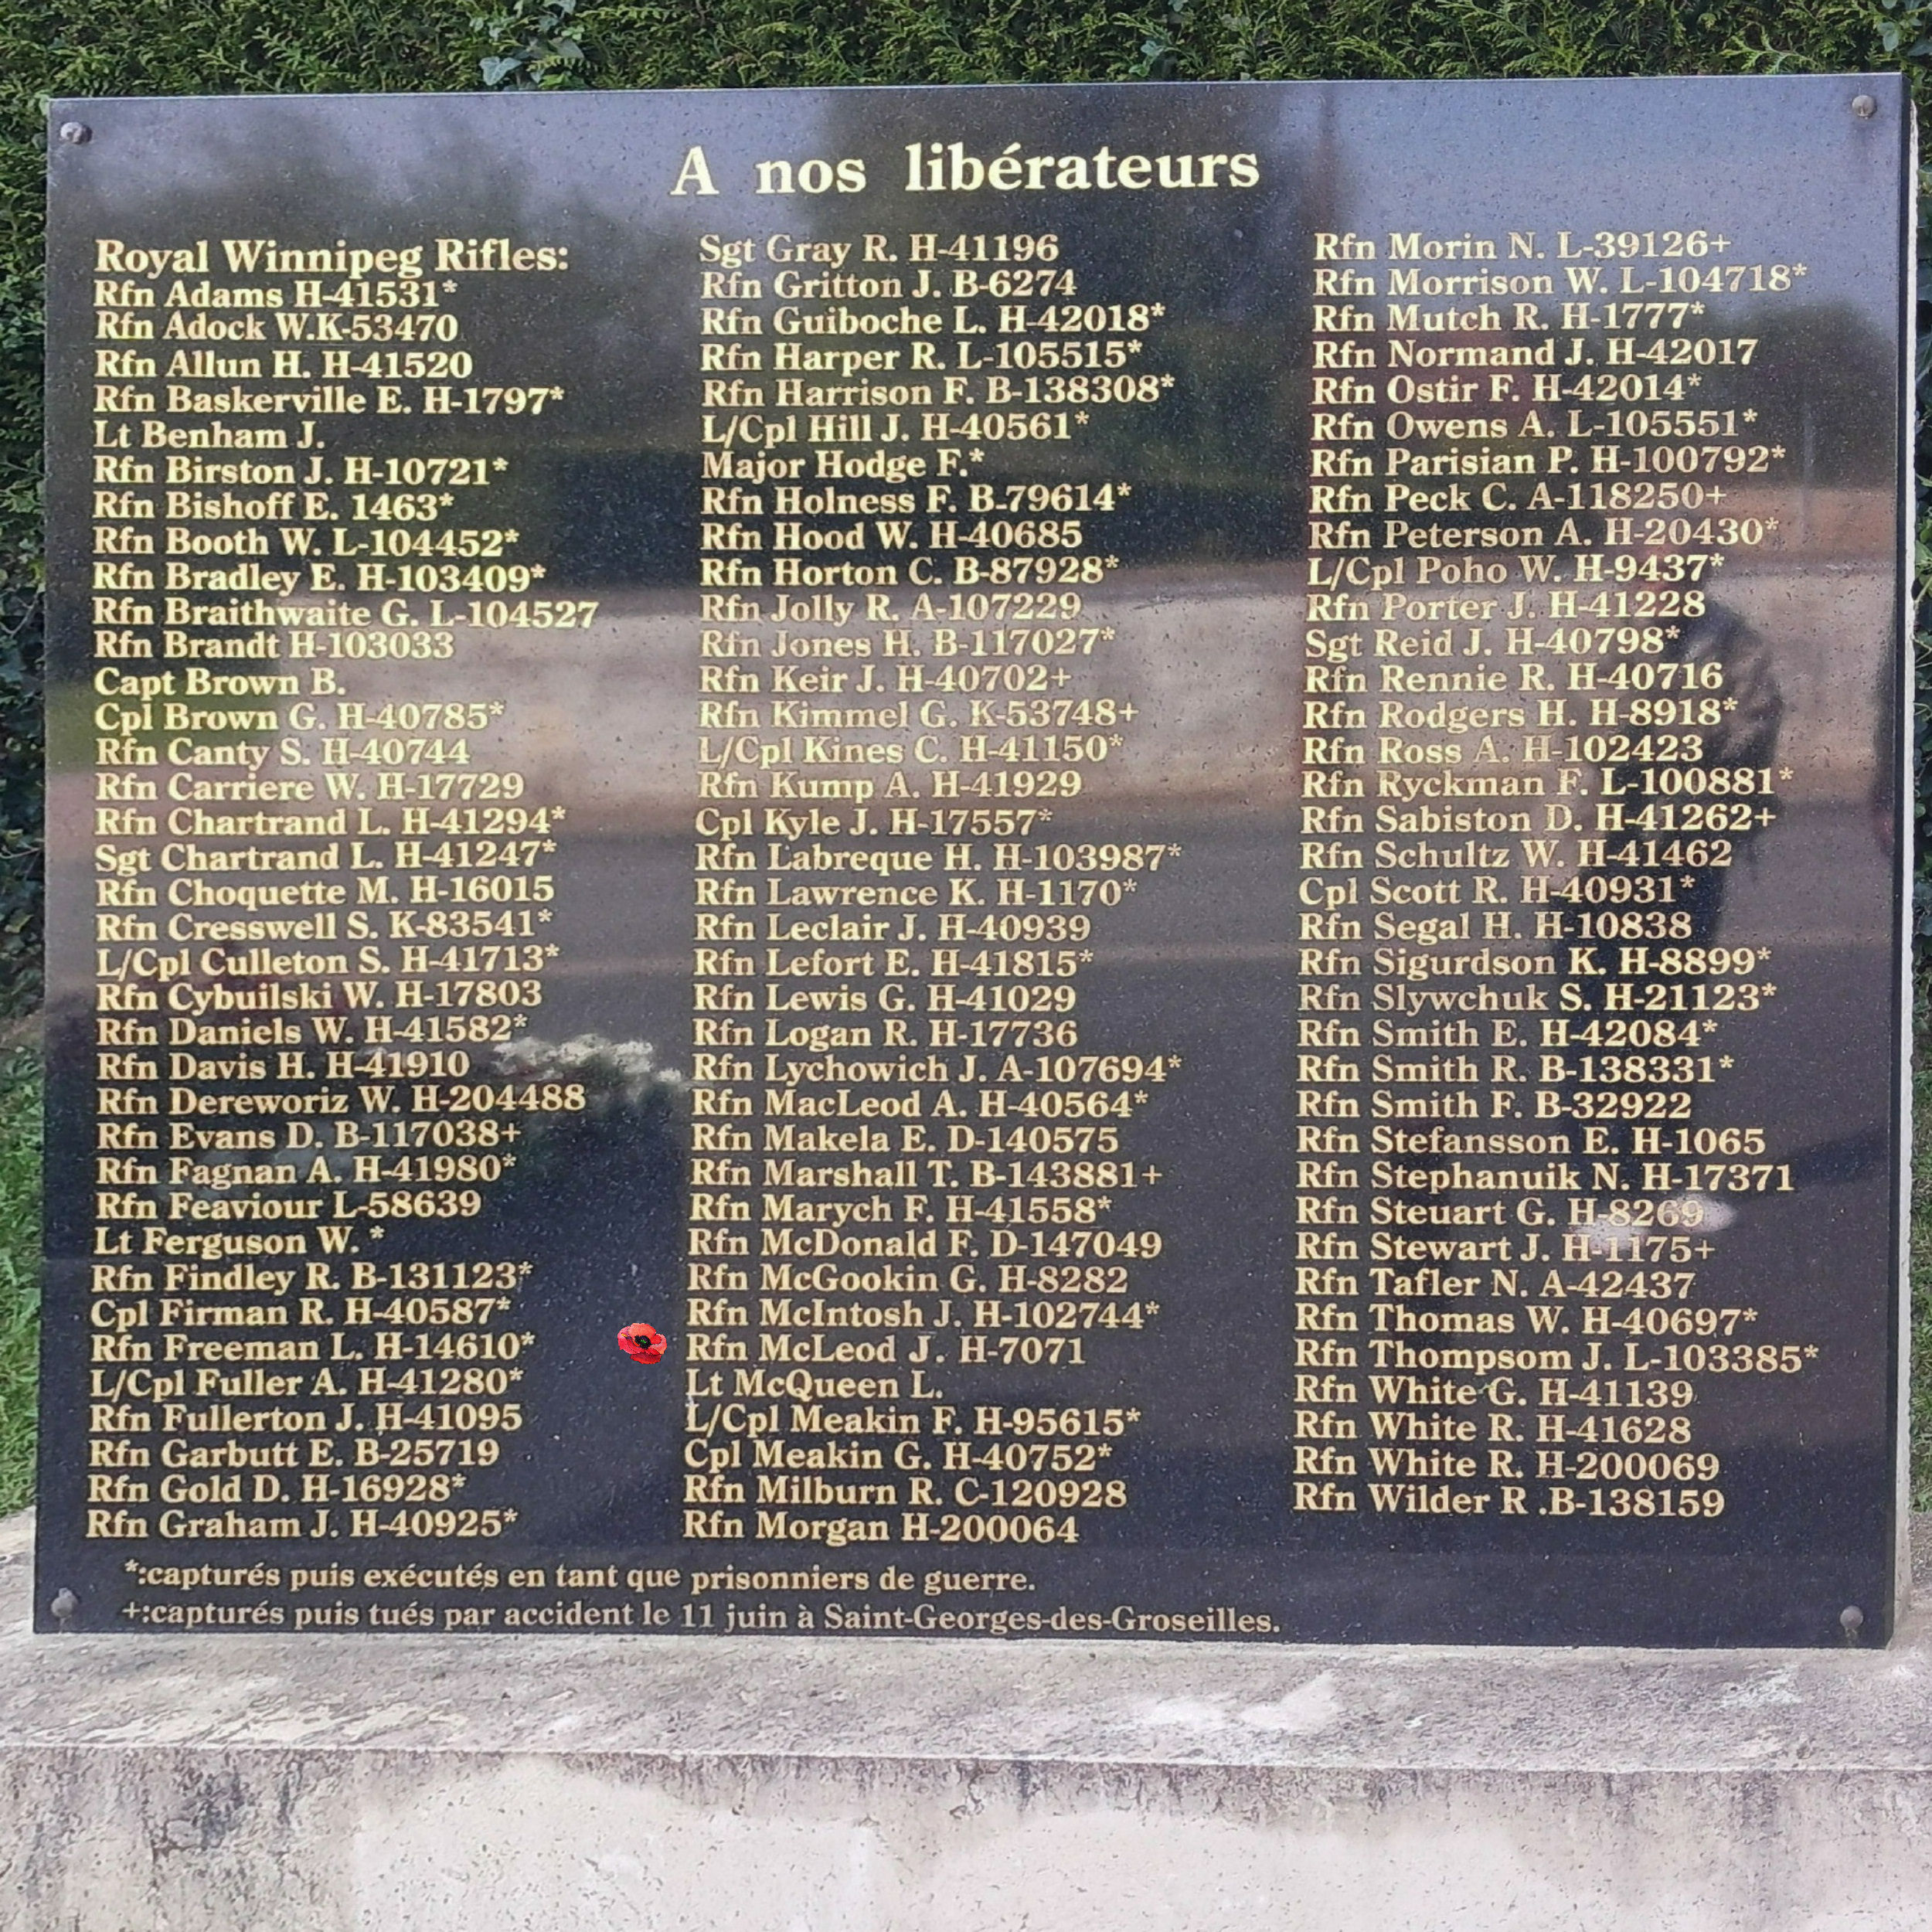 A nos libérateurs
Royal Winnipeg Rifles:
Rfn Adams H-41531*
Rfn Adock W.K-53470
Rfn Allun H. H-41520
Rfn Baskerville E. H-1797*
Lt Benham J.
Rfn Birston J. H-10721*
Rfn Bishoff E. 1463*
Rfn Booth W. L-104452*
Rfn Bradley E. H-103409*
Rfn Braithwaite G. L-104527
Rfn Brandt H-103033
Capt Brown B.
Cpl Brown G. H-40785*
Rfn Canty S. H-40744
Rfn Carriere W. H-17729
Rfn Chartrand L. H-41294*
Sgt Chartrand L. H-41247*
Rfn Choquette M. H-16015
Rfn Cresswell S. K-83541*
L/Cpl Culleton S. H-41713*
Rfn Cybuilski W. H-17803
Rfn Daniels W. H-41582*
Rfn Davis H. H-41910
Rfn Dereworiz W. H-204488
Rfn Evans D. B-117038+
Rfn Fagnan A. H-41980*
Rfn Feaviour L-58639
Lt Ferguson W. *
Rfn Findley R. B-131123*
Cpl Firman R. H-40587*
Rfn Freeman L. H-14610*
L/Cpl Fuller A. H-41280*
Rfn Fullerton J. H-41095
Rfn Garbutt E. B-25719
Rfn Gold D. H-16928*
Rfn Graham J. H-40925*
Sgt Gray R. H-41196
Rfn Gritton J. B-6274
Rfn Guiboche L. H-42018*
Rfn Harper R. L-105515*
Rfn Harrison F. B-138308*
L/Cpl Hill J. H-40561*
Major Hodge F.*
Rfn Holness F. B-79614*
Rfn Hood W. H-40685
Rfn Horton C. B-87928*
Rfn Jolly R. A-107229
Rfn Jones H. B-117027*
Rfn Keir J. H-40702+
Rfn Kimmel G. K-53748+
L/Cpl Kines C. H-41150*
Rfn Kump A. H-41929
Cpl Kyle J. H-17557*
Rfn Labreque H. H-103987*
Rfn Lawrence K. H-1170*
Rfn Leclair J. H-40939
Rfn Lefort E. H-41815*
Rfn Lewis G. H-41029
Rfn Logan R. H-17736
Rfn Lychowich J. A-107694*
Rfn MacLeod A. H-40564*
Rfn Makela E. D-140575
Rfn Marshall T. B-143881+
Rfn Marych F. H-41558*
Rfn McDonald F. D-147049
Rfn McGookin G. H-8282
Rfn McIntosh J. H-102744*
Rfn McLeod J. H-7071
Lt McQueen L.
L/Cpl Meakin F. H-95615*
Cpl Meakin G. H-40752*
Rfn Milburn R. C-120928
Rfn Morgan H-200064
Rfn Morin N. L-39126+
Rfn Morrison W. L-104718*
Rfn Mutch R. H-1777*
Rfn Normand J. H-42017
Rfn Ostir F. H-42014*
Rfn Owens A. L-105551*
Rfn Parisian P. H-100792*
Rfn Peck C. A-118250+
Rfn Peterson A. H-20430*
L/Cpl Poho W. H-9437*
Rfn Porter J. H-41228
Sgt Reid J. H-40798*
Rfn Rennie R. H-40716
Rfn Rodgers H. H-8918*
Rfn Ross A. H-102423
Rfn Ryckman F. L-100881*
Rfn Sabiston D. H-41262+
Rfn Schultz W. H-41462
Cpl Scott R. H-40931*
Rfn Segal H. H-10838
Rfn Sigurdson K. H-8899*
Rfn Slywchuk S. H-21123*
Rfn Smith E. H-42084*
Rfn Smith R. B-138331*
Rfn Smith F. B-32922
Rfn Stefansson E. H-1065
Rfn Stephanuik N. H-17371
Rfn Steuart G. H-8269
Rfn Stewart J. H-1175+
Rfn Tafler N. A-42437
Rfn Thomas W. H-40697*
Rfn Thompsom J. L-103385*
Rfn White G. H-41139
Rfn White R. H-41628
Rfn White R. H-200069
Rfn Wilder R .B-138159
*:capturés puis exécutés en tant que prisonniers de guerre.
+:capturés puis tués par accident le 11 juin à Saint-Georges-des-Groseilles.